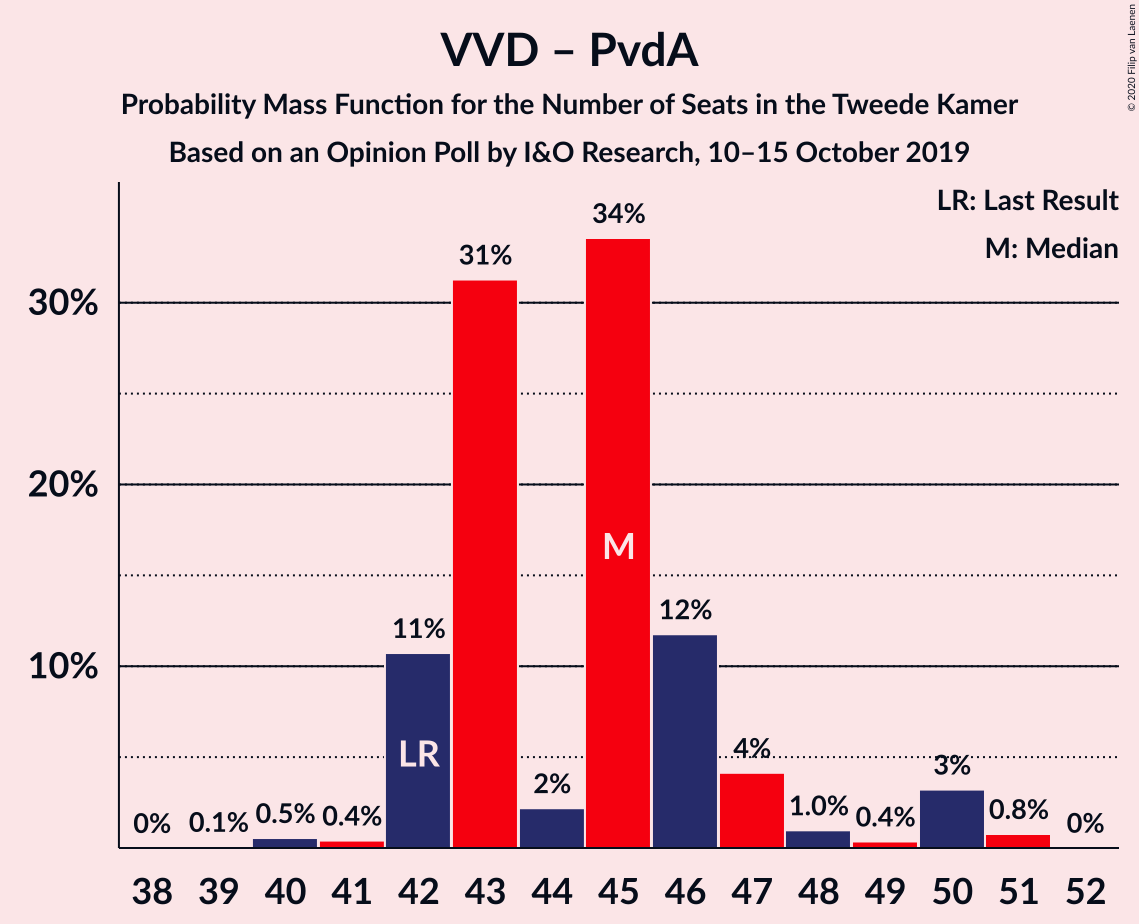 VVD – PvdA
Probability Mass Function for the Number of Seats in the Tweede Kamer
Based on an Opinion Poll by I&O Research, 10–15 October 2019
© 2020 Filip van Laenen
LR: Last Result
M: Median
30%
20%
10%
0%
0.1%
0.5%
0.4%
11%
31%
2%
34%
12%
4%
1.0%
0.4%
3%
0.8%
0%
LR
M
38 39 40 41 42 43 44 45 46 47 48 49 50 51 52